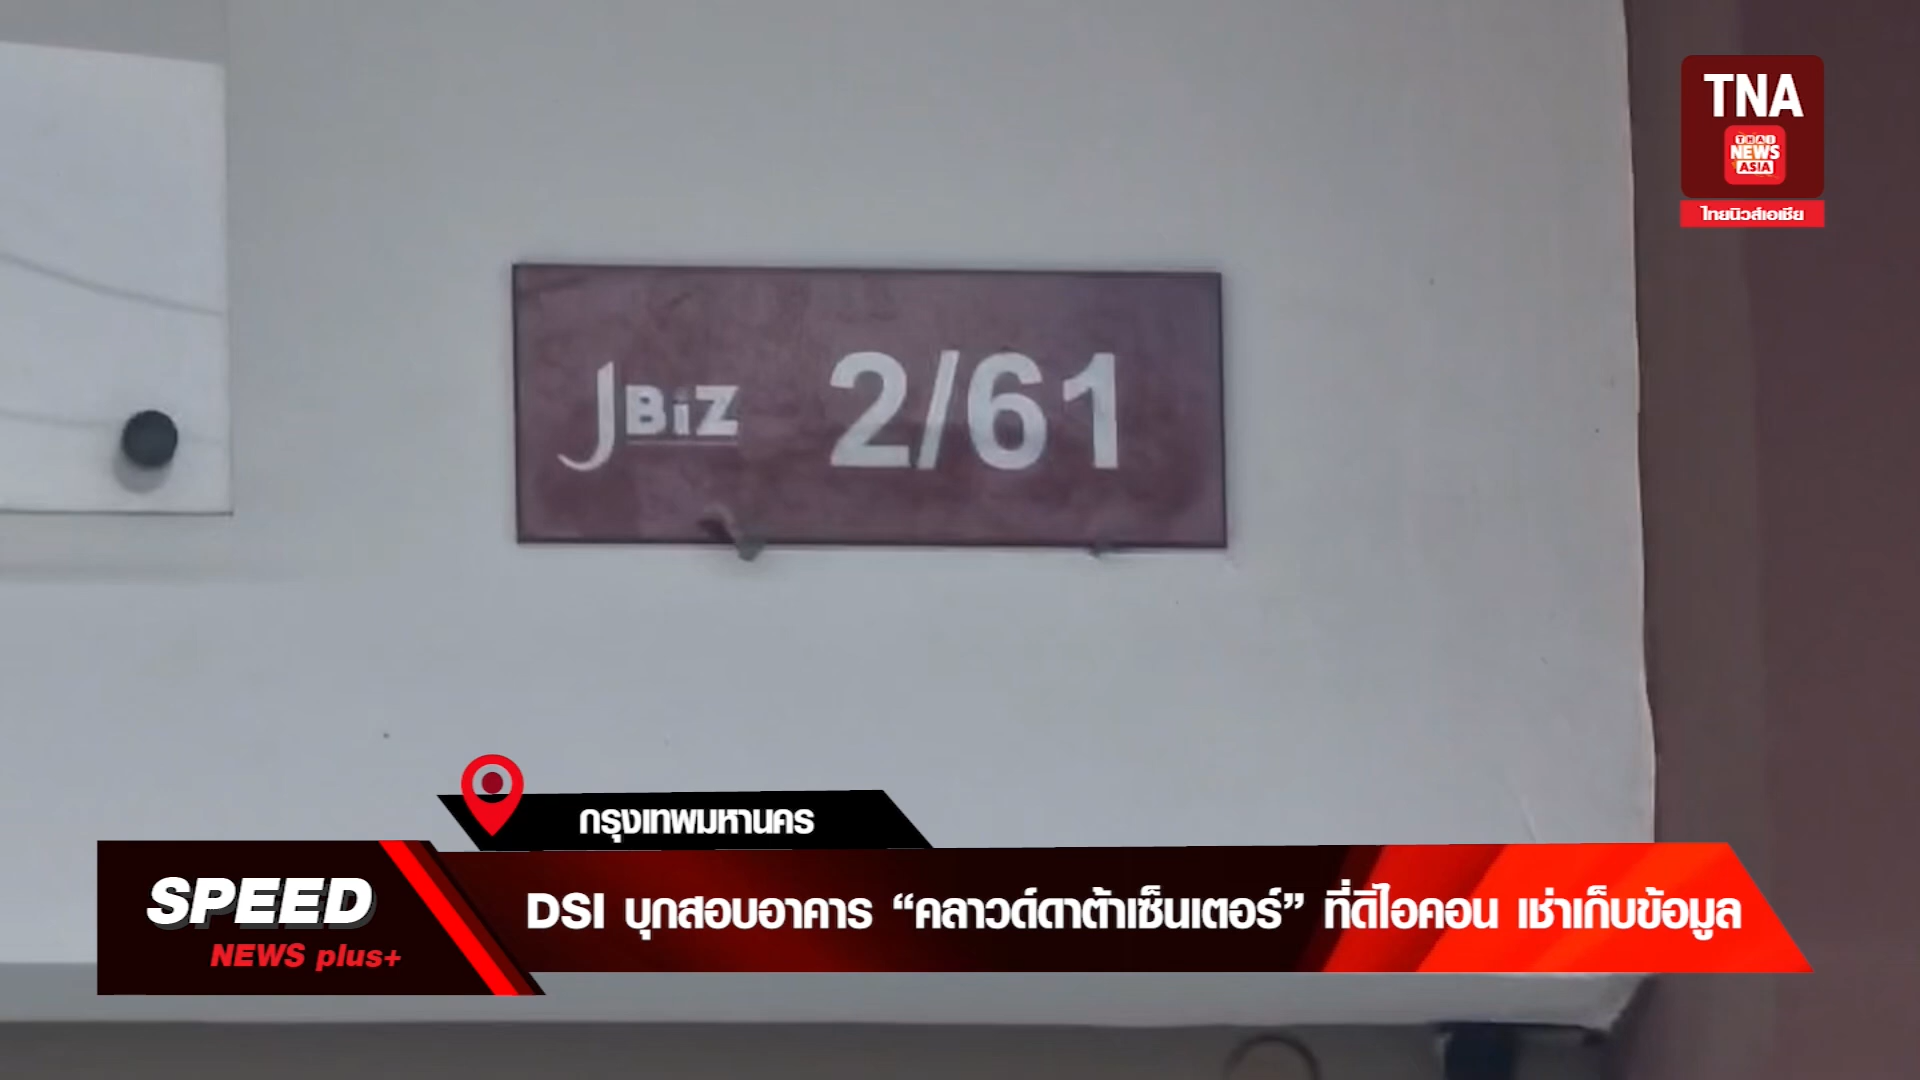 TNA
THAI
NEWS
ASIA
ไทยนิวส์เอเชีย
JBiZ 2/61
กรุงเทพมหานคร
SPEED
NEWS plus+
DSI บุกสอบอาคาร “คลาวด์ดาต้าเซ็นเตอร์” ที่ดิไอคอน เช่าเก็บข้อมูล